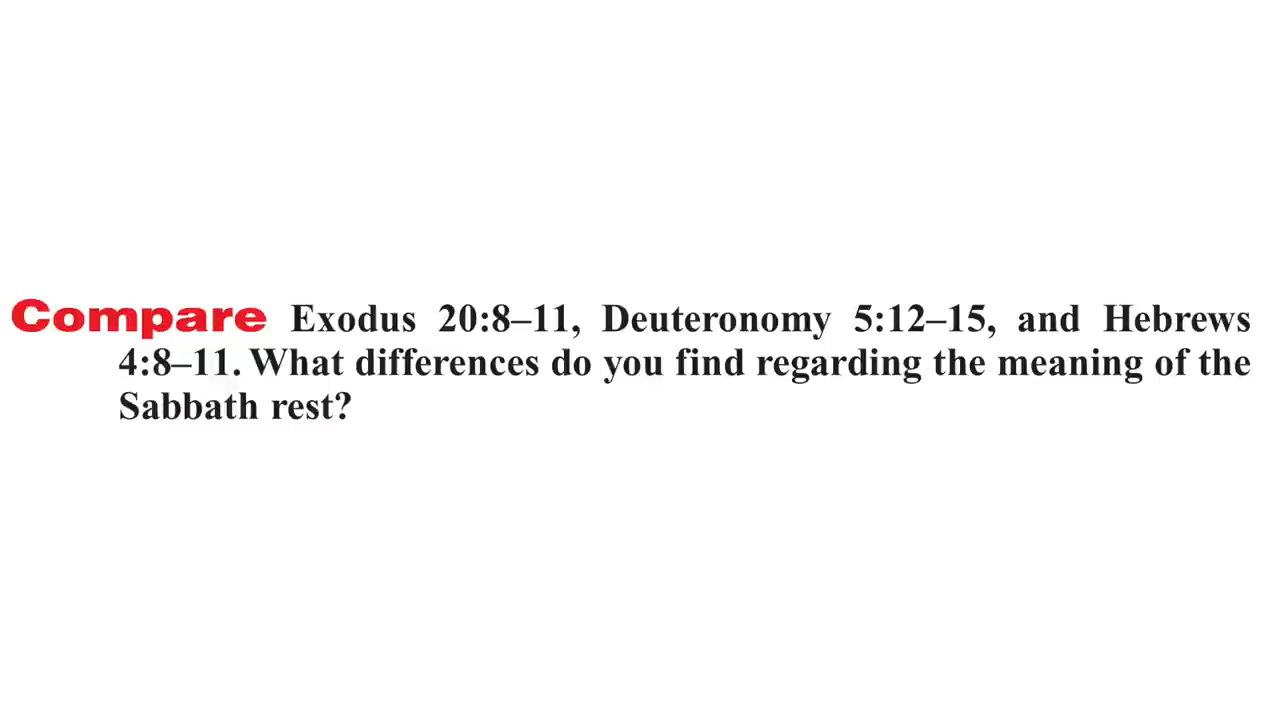 Compare Exodus 20:8–11, Deuteronomy 5:12–15, and Hebrews
4:8–11. What differences do you find regarding the meaning of the
Sabbath rest?